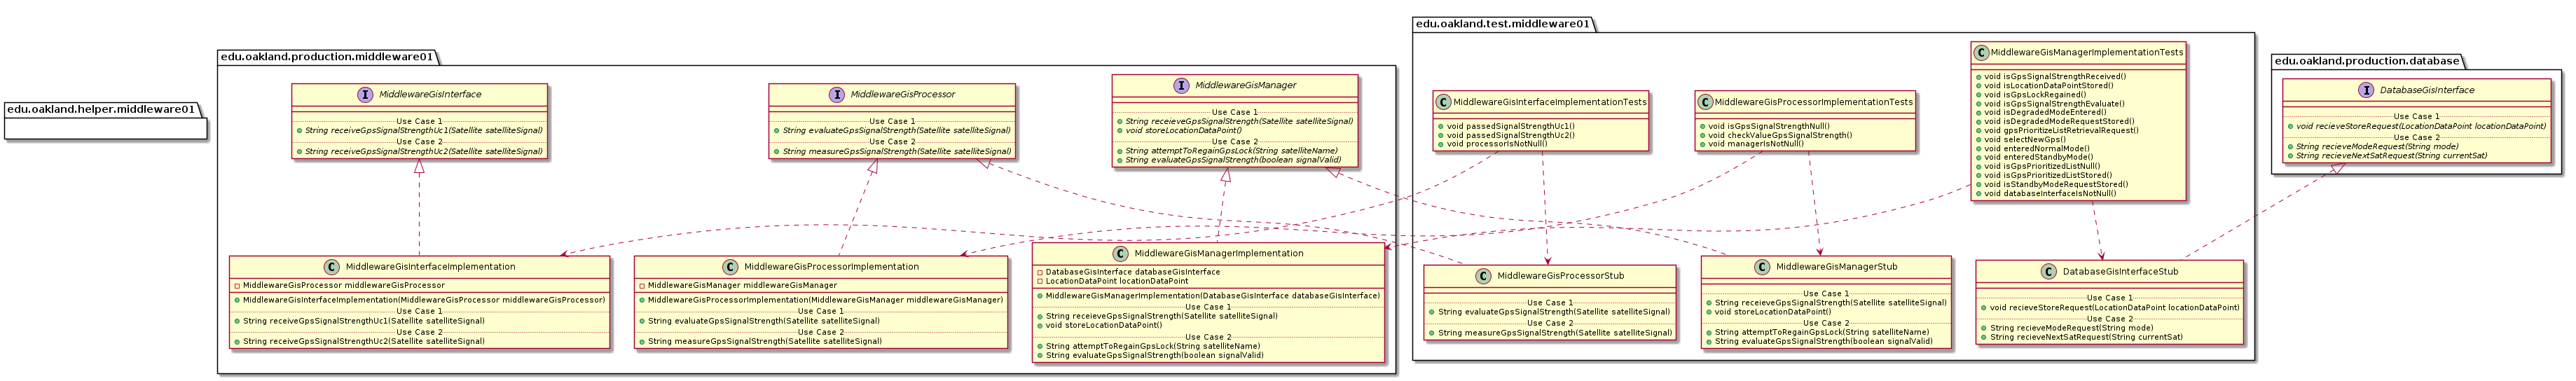 edu.oakland.helper.middleware01
edu.oakland.production.middleware01
I MiddlewareGisInterface
Use Case 1
String receiveGpsSignalStrengthUc1(Satellite satelliteSignal)
Use Case 2
String receiveGpsSignalStrengthUc2(Satellite satelliteSignal)
I MiddlewareGisProcessor
Use Case 1
String evaluateGpsSignalStrength(Satellite satelliteSignal)
Use Case 2
String measureGpsSignalStrength(Satellite satelliteSignal)
I MiddlewareGisManager
Use Case 1
String receieveGpsSignalStrength(Satellite satelliteSignal)
void storeLocationDataPoint()
Use Case 2
String attemptToRegainGpsLock(String satelliteName)
String evaluateGpsSignalStrength(boolean signalValid)
C MiddlewareGisInterfaceImplementation
MiddlewareGisProcessor middlewareGisProcessor
MiddlewareGisInterfaceImplementation(MiddlewareGisProcessor middlewareGisProcessor)
Use Case 1
String receiveGpsSignalStrengthUc1(Satellite satelliteSignal)
Use Case 2
String receiveGpsSignalStrengthUc2(Satellite satelliteSignal)
C MiddlewareGisProcessorImplementation
MiddlewareGisManager middlewareGisManager
MiddlewareGisProcessorImplementation(MiddlewareGisManager middlewareGisManager)
Use Case 1
String evaluateGpsSignalStrength(Satellite satelliteSignal)
Use Case 2
String measureGpsSignalStrength(Satellite satelliteSignal)
C MiddlewareGisManagerImplementation
DatabaseGisInterface databaseGisInterface
LocationDataPoint locationDataPoint
MiddlewareGisManagerImplementation(DatabaseGisInterface databaseGisInterface)
Use Case 1
String receieveGpsSignalStrength(Satellite satelliteSignal)
void storeLocationDataPoint()
Use Case 2
String attemptToRegainGpsLock(String satelliteName)
String evaluateGpsSignalStrength(boolean signalValid)
edu.oakland.test.middleware01
C MiddlewareGisInterfaceImplementationTests
void passedSignalStrengthUc1()
void passedSignalStrengthUc2()
void processorIsNotNull()
C MiddlewareGisProcessorImplementationTests
void isGpsSignalStrengthNull()
void checkValueGpsSignalStrength()
void managerIsNotNull()
C MiddlewareGisManagerImplementationTests
void isGpsSignalStrengthReceived()
void isLocationDataPointStored()
void isGpsLockRegained()
void isGpsSignalStrengthEvaluate()
void isDegradedModeEntered()
void isDegradedModeRequestStored()
void gpsPrioritizeListRetrievalRequest()
void selectNewGps()
void enteredNormalMode()
void enteredStandbyMode()
void isGpsPrioritizedListNull()
void isGpsPrioritizedListStored()
void isStandbyModeRequestStored()
void databaseInterfaceIsNotNull()
C MiddlewareGisProcessorStub
Use Case 1
String evaluateGpsSignalStrength(Satellite satelliteSignal)
Use Case 2
String measureGpsSignalStrength(Satellite satelliteSignal)
C MiddlewareGisManagerStub
Use Case 1
String receieveGpsSignalStrength(Satellite satelliteSignal)
void storeLocationDataPoint()
Use Case 2
String attemptToRegainGpsLock(String satelliteName)
String evaluateGpsSignalStrength(boolean signalValid)
C DatabaseGisInterfaceStub
Use Case 1
void recieveStoreRequest(LocationDataPoint locationDataPoint)
Use Case 2
String recieveModeRequest(String mode)
String recieveNextSatRequest(String currentSat)
edu.oakland.production.database
I DatabaseGisInterface
Use Case 1
void recieveStoreRequest(LocationDataPoint locationDataPoint)
Use Case 2
String recieveModeRequest(String mode)
String recieveNextSatRequest(String currentSat)